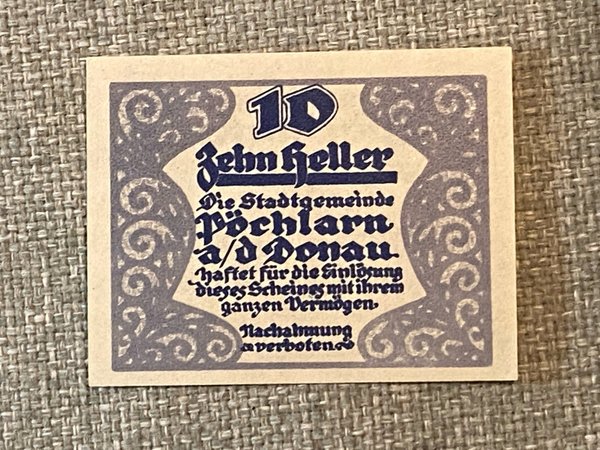 10
Zehn Heller
Die Stadtgemeinde
Pöchlarn
a/d Donau
haftet für die Einlösung
dieses Scheines mit ihrem
ganzen Vermögen.
Nachahmung
verboten